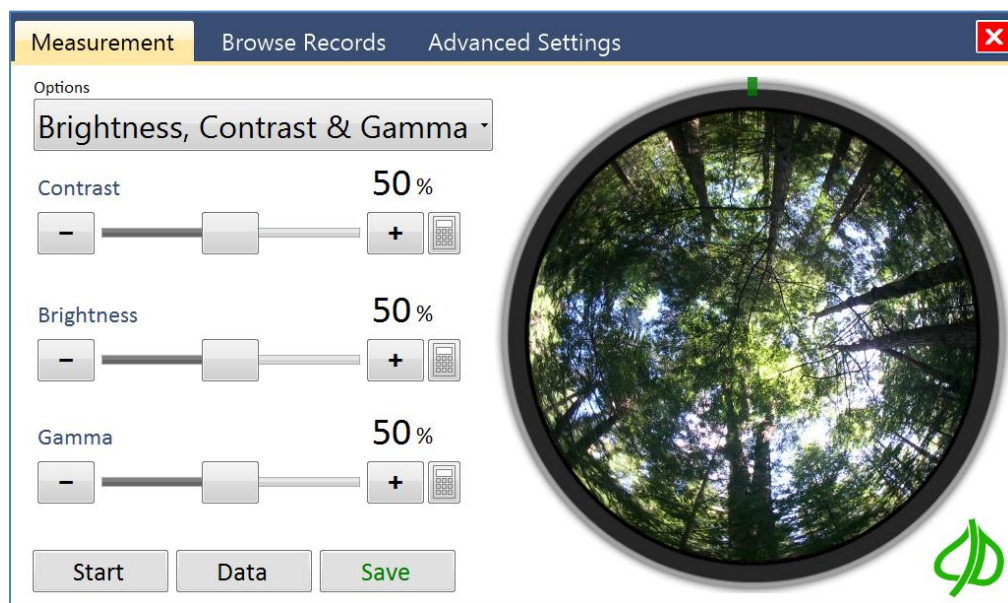 Measurement
Browse Records
Advanced Settings
Options
Brightness, Contrast & Gamma
Contrast
50 %
Brightness
50 %
Gamma
50 %
Start
Data
Save